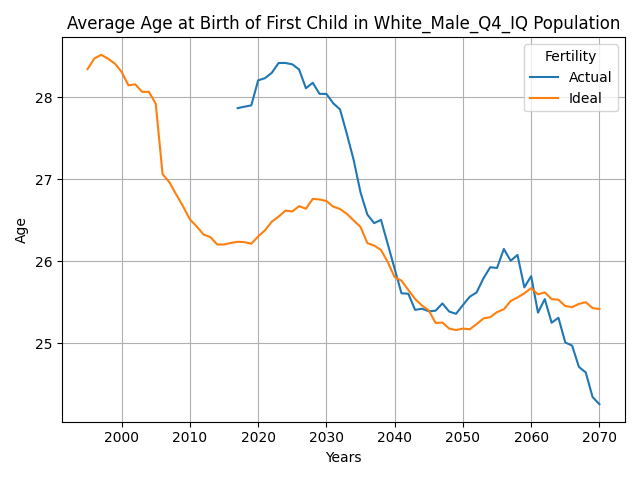 Average Age at Birth of First Child in White_Male_Q4_IQ Population
Fertility
Actual
Ideal
28
27
26
25
Age
2000 2010 2020 2030 2040 2050 2060 2070
Years